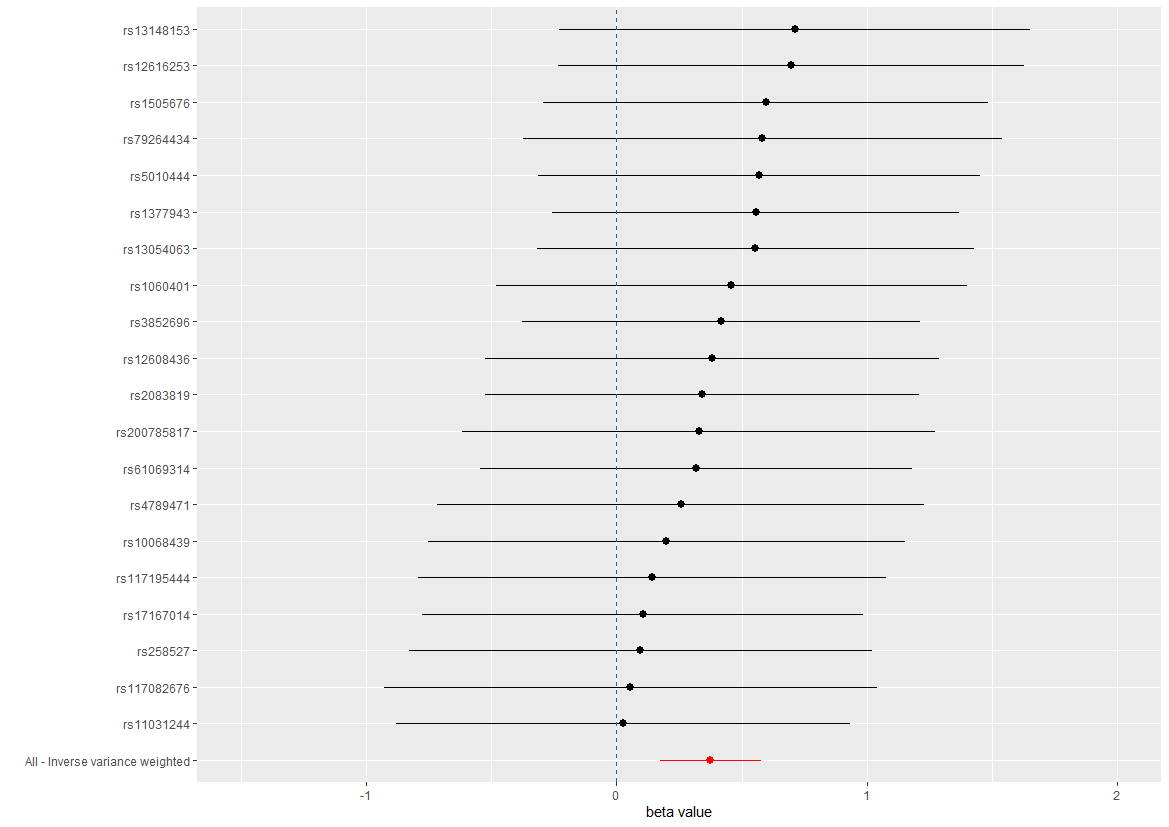 rs13148153
rs12616253
rs1505676
rs79264434
rs5010444
rs1377943
rs13054063
rs1060401
rs3852696
rs12608436
rs2083819
rs200785817
rs61069314
rs4789471
rs10068439
rs117195444
rs17167014
rs258527
rs117082676
rs11031244
All - Inverse variance weighted
-1 0 1 2
beta value